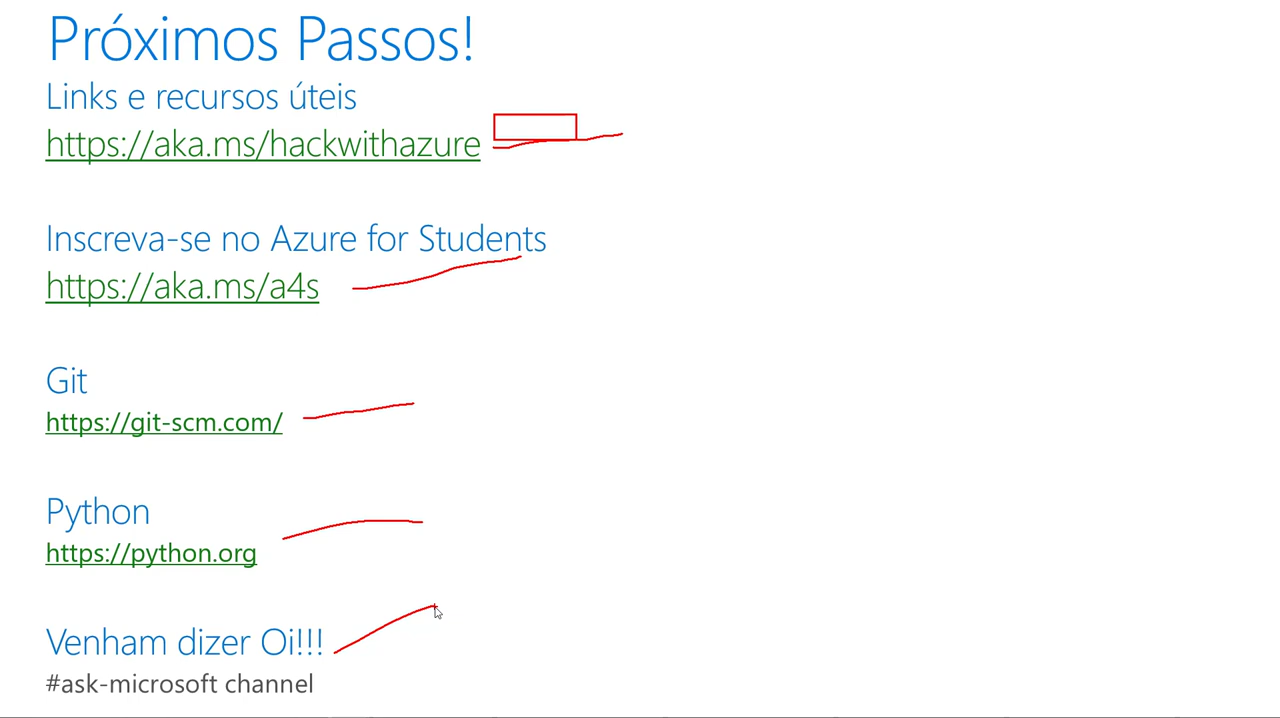 Próximos Passos!
Links e recursos úteis
https://aka.ms/hackwithazure
Inscreva-se no Azure for Students
https://aka.ms/a4s
Git
https://git-scm.com/
Python
https://python.org
Venham dizer Oi!!!
#ask-microsoft channel